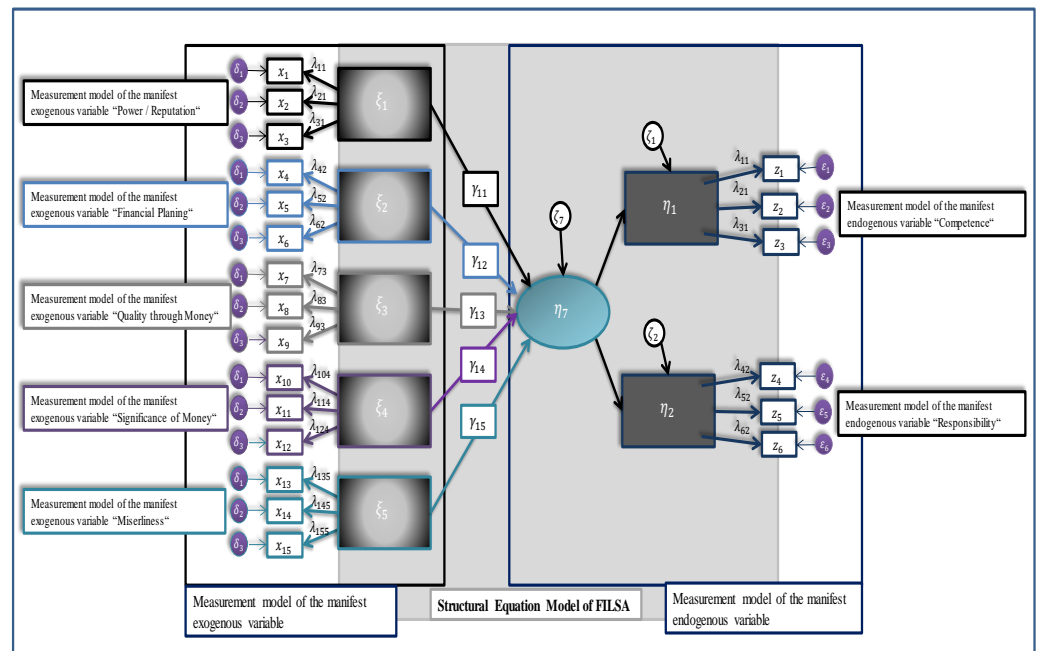 Measurement model of the manifest
exogenous variable “Power / Reputation“
δ₁ x₁ λ₁₁
δ₂ x₂ λ₂₁
δ₃ x₃ λ₃₁
ξ₁
Measurement model of the manifest
exogenous variable “Financial Planing“
δ₁ x₄ λ₄₂
δ₂ x₅ λ₅₂
δ₃ x₆ λ₆₂
ξ₂
Measurement model of the manifest
exogenous variable “Quality through Money“
δ₁ x₇ λ₇₃
δ₂ x₈ λ₈₃
δ₃ x₉ λ₉₃
ξ₃
Measurement model of the manifest
exogenous variable “Significance of Money“
δ₁ x₁₀ λ₁₀₄
δ₂ x₁₁ λ₁₁₄
δ₃ x₁₂ λ₁₂₄
ξ₄
Measurement model of the manifest
exogenous variable “Miserliness“
δ₁ x₁₃ λ₁₃₅
δ₂ x₁₄ λ₁₄₅
δ₃ x₁₅ λ₁₅₅
ξ₅
γ₁₁
γ₁₂
γ₁₃
γ₁₄
γ₁₅
ζ₇
η₇
ζ₁
η₁
λ₁₁ z₁ ε₁
λ₂₁ z₂ ε₂
λ₃₁ z₃ ε₃
Measurement model of the manifest
endogenous variable “Competence“
ζ₂
η₂
λ₄₂ z₄ ε₄
λ₅₂ z₅ ε₅
λ₆₂ z₆ ε₆
Measurement model of the manifest
endogenous variable “Responsibility“
Measurement model of the manifest
exogenous variable
Structural Equation Model of FILSA
Measurement model of the manifest
endogenous variable